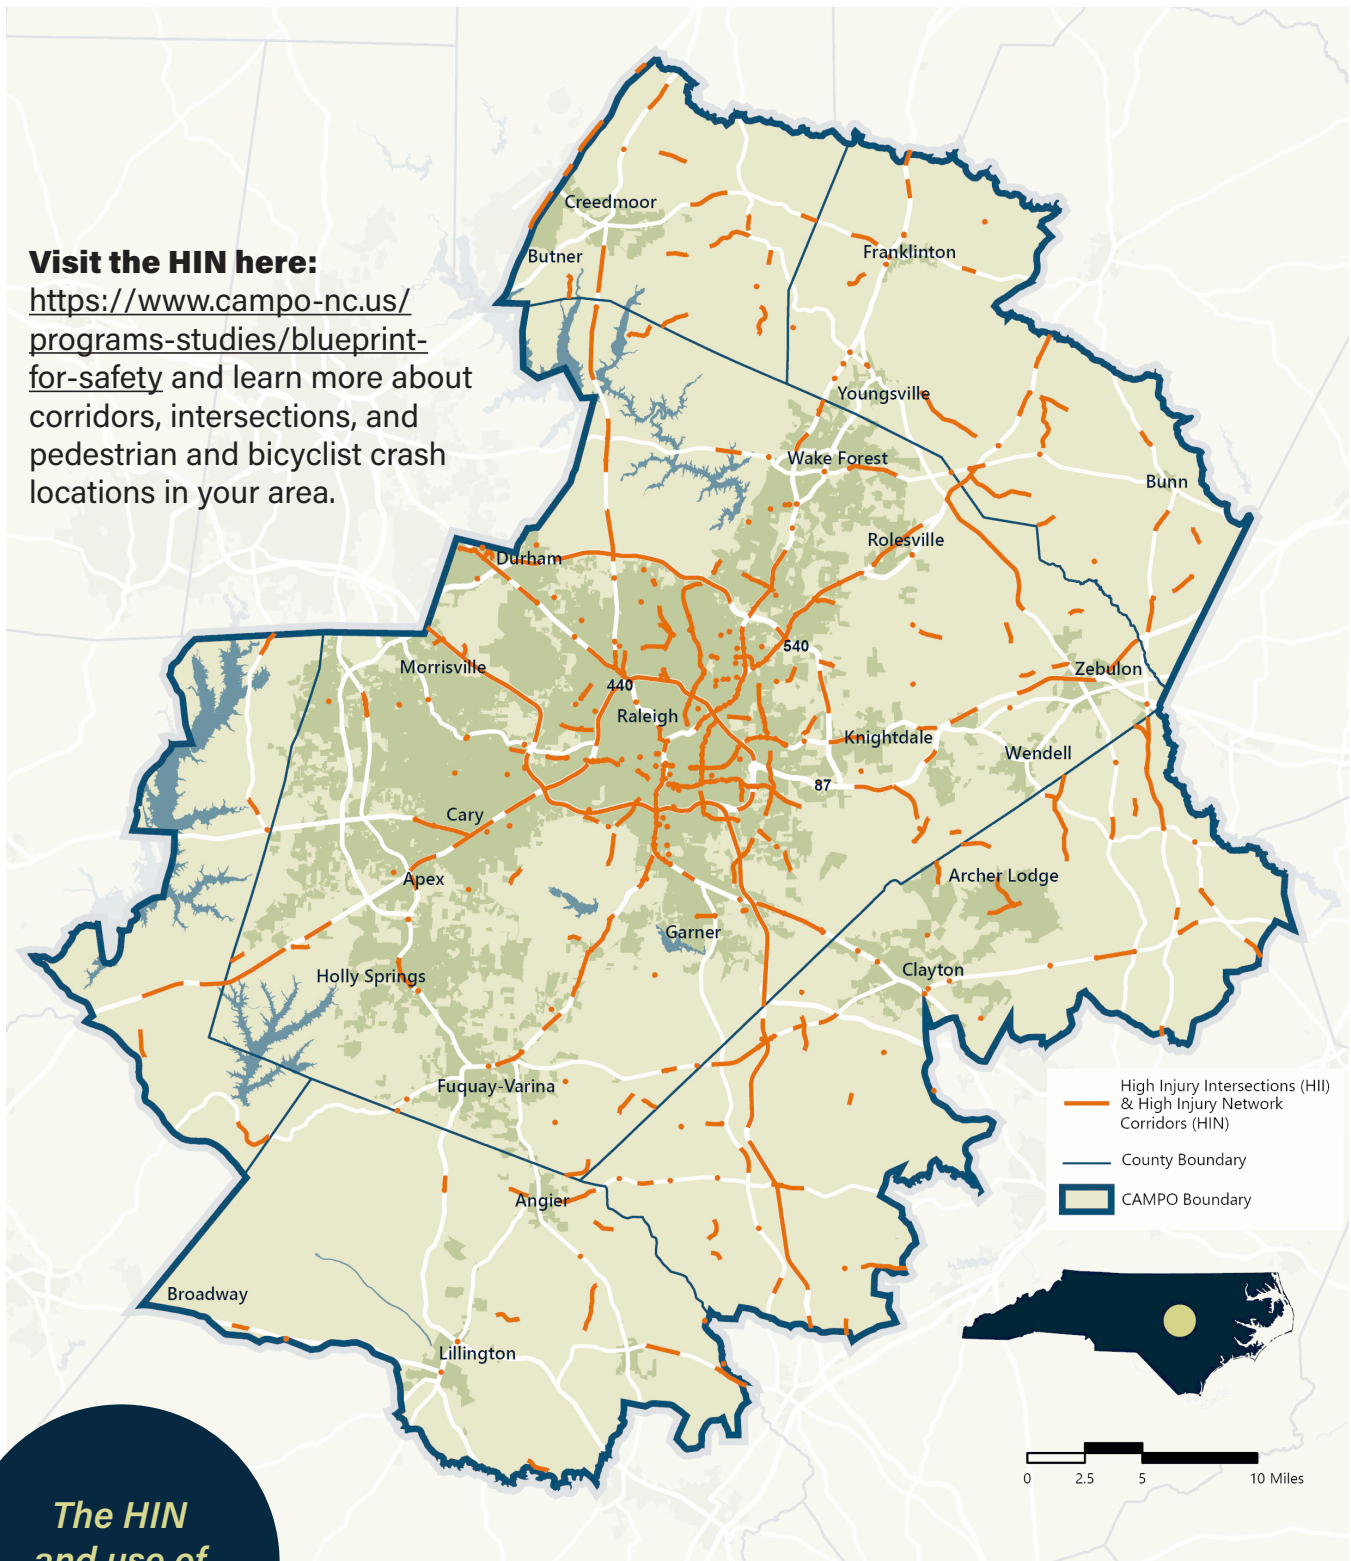 Visit the HIN here:
https://www.campo-nc.us/
programs-studies/blueprint-
for-safety and learn more about
corridors, intersections, and
pedestrian and bicyclist crash
locations in your area.
Creedmoor
Butner
Franklinton
Youngsville
Wake Forest
Bunn
Rolesville
Durham
540
Morrisville
Zebulon
440
Raleigh
Knightdale
Wendell
87
Cary
Apex
Archer Lodge
Garner
Holly Springs
Clayton
Fuquay-Varina
Angier
Broadway
Lillington
High Injury Intersections (HII)
& High Injury Network
Corridors (HIN)
County Boundary
CAMPO Boundary
0 2.5 5 10 Miles
The HIN
and use of